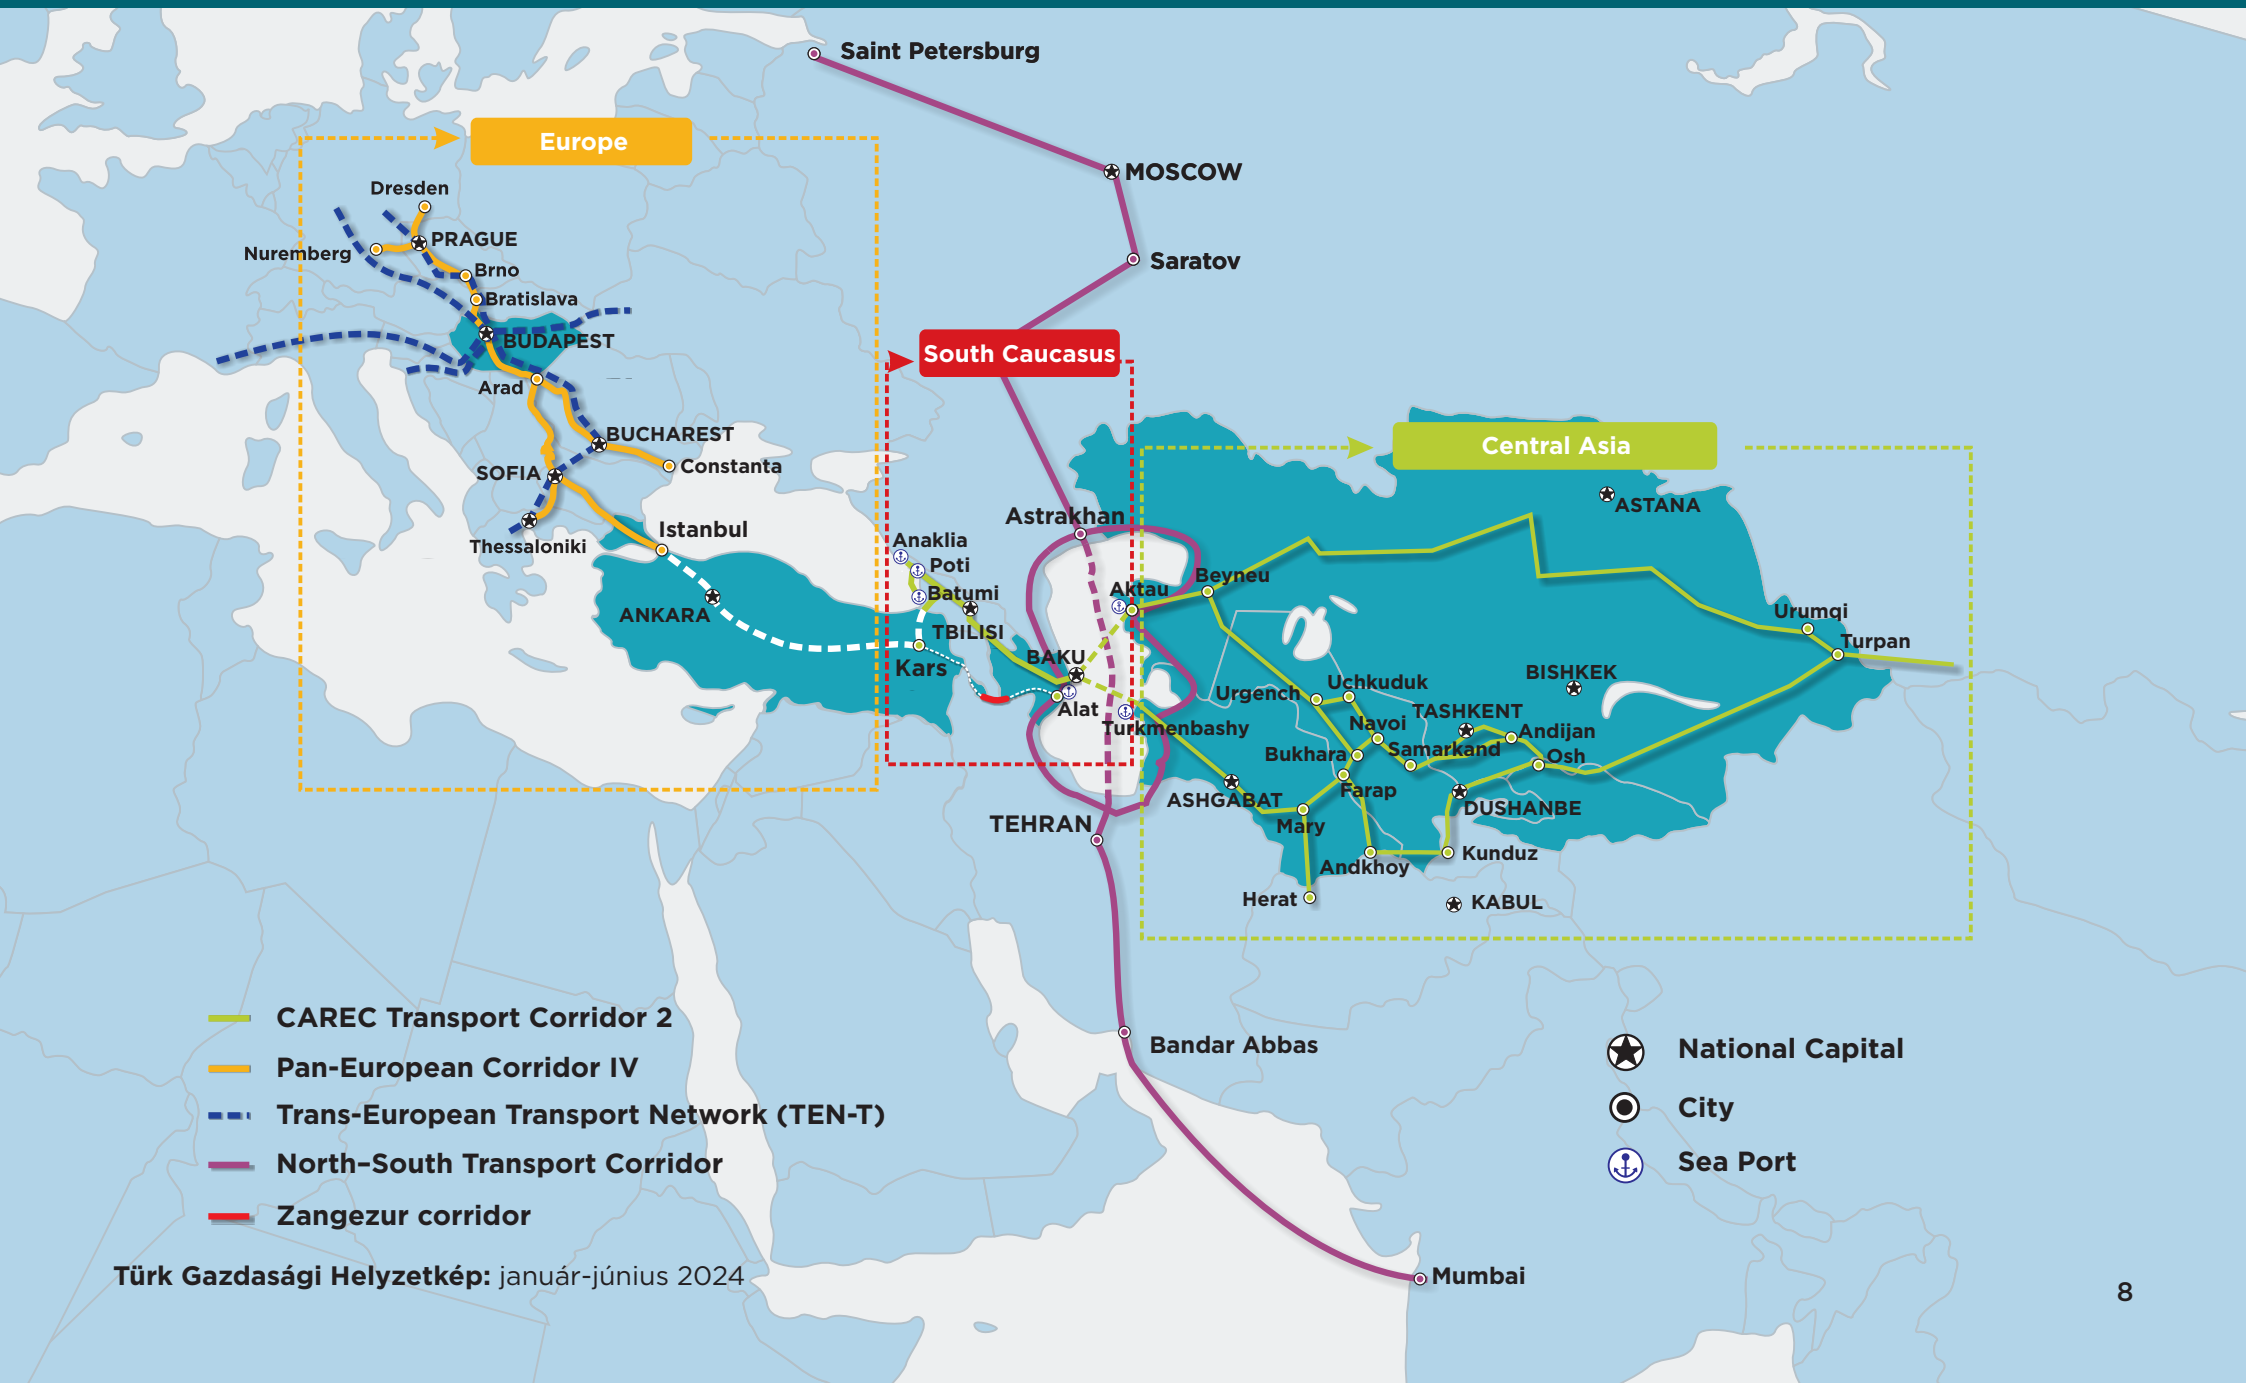 Saint Petersburg
MOSCOW
Saratov
Europe
Dresden
PRAGUE
Nuremberg
Brno
Bratislava
BUDAPEST
Arad
BUCHAREST
Constanta
SOFIA
Thessaloniki
Istanbul
ANKARA
South Caucasus
Astrakhan
Anaklia
Poti
Batumi
TBILISI
Kars
BAKU
Alat
Aktau
Turkmenbashy
TEHRAN
Central Asia
ASTANA
Beyneu
Urumqi
Turpan
BISHKEK
Urgench
Uchkuduk
Navoi
TASHKENT
Andijan
Bukhara
Samarkand
Osh
Farap
ASHGABAT
Mary
DUSHANBE
Andkhoy
Kunduz
Herat
KABUL
Bandar Abbas
Mumbai
CAREC Transport Corridor 2
Pan-European Corridor IV
Trans-European Transport Network (TEN-T)
North–South Transport Corridor
Zangezur corridor
National Capital
City
Sea Port
Türk Gazdasági Helyzetkép: január-június 2024
8